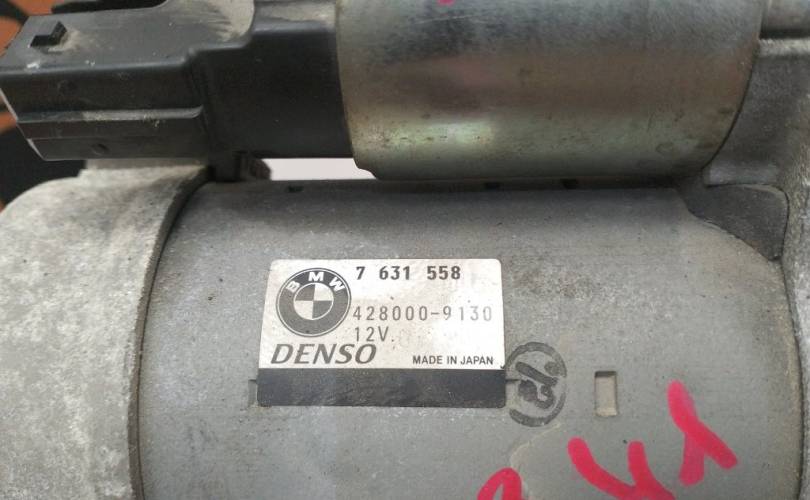 7 631 558
BMW
428000-9130
12V
DENSO
MADE IN JAPAN